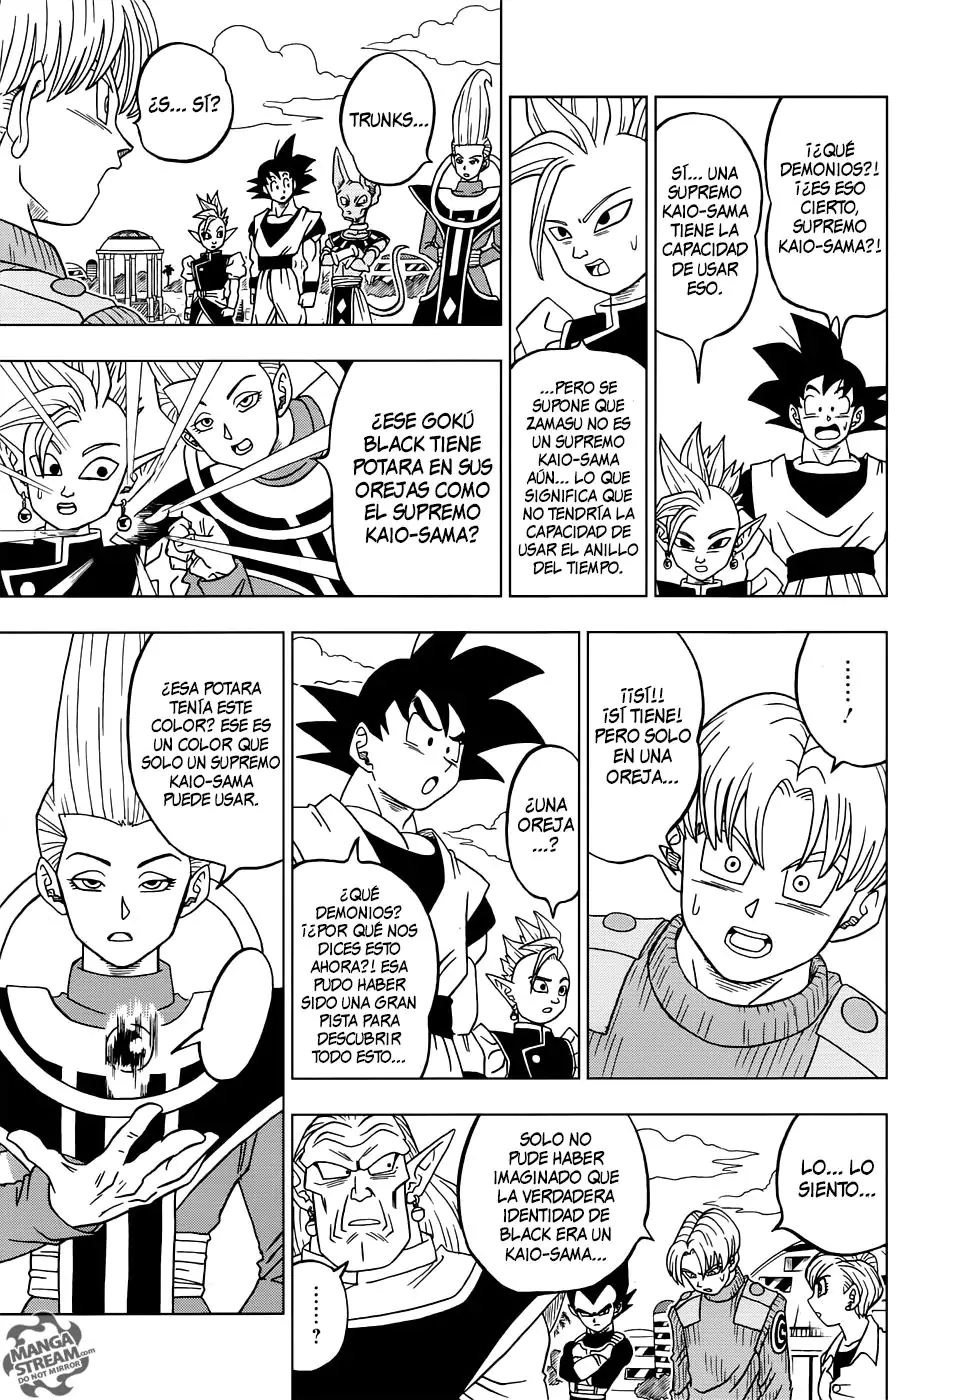 ¡¿QUÉ
DEMONIOS?!
¡¿ES ESO
CIERTO,
SUPREMO
KAIO-SAMA?!
SÍ... UNA
SUPREMO
KAIO-SAMA
TIENE LA
CAPACIDAD
DE USAR
ESO.
...PERO SE
SUPONE QUE
ZAMASU NO ES
UN SUPREMO
KAIO-SAMA
AÚN... LO QUE
SIGNIFICA QUE
NO TENDRÍA LA
CAPACIDAD DE
USAR EL ANILLO
DEL TIEMPO.
TRUNKS...
¿S... SÍ?
¿ESE GOKÚ
BLACK TIENE
POTARA EN SUS
OREJAS COMO
EL SUPREMO
KAIO-SAMA?
........!
¡¡SÍ!!
¡SÍ TIENE!
PERO SOLO
EN UNA
OREJA...
¿UNA
OREJA
...?
¿QUÉ
DEMONIOS?
¡¿POR QUÉ NOS
DICES ESTO
AHORA?! ESA
PUDO HABER
SIDO UNA GRAN
PISTA PARA
DESCUBRIR
TODO ESTO...
¿ESA POTARA
TENÍA ESTE
COLOR? ESE ES
UN COLOR QUE
SOLO UN SUPREMO
KAIO-SAMA
PUEDE USAR.
LO... LO
SIENTO...
SOLO NO
PUDE HABER
IMAGINADO QUE
LA VERDADERA
IDENTIDAD DE
BLACK ERA UN
KAIO-SAMA...
......?
MANGA
STREAM.com
DO NOT MIRROR